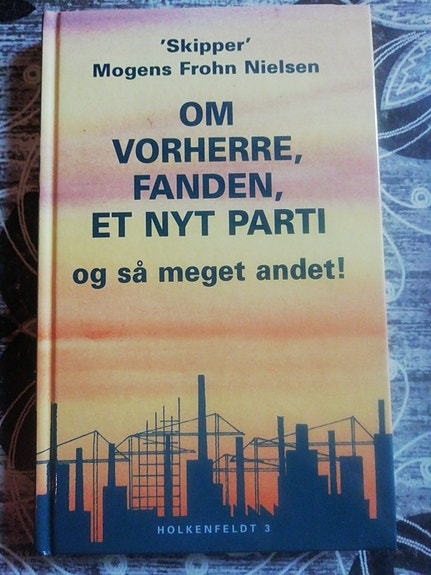 'Skipper'
Mogens Frohn Nielsen
OM
VORHERRE,
FANDEN,
ET NYT PARTI
og så meget andet!
HOLKENFELDT 3